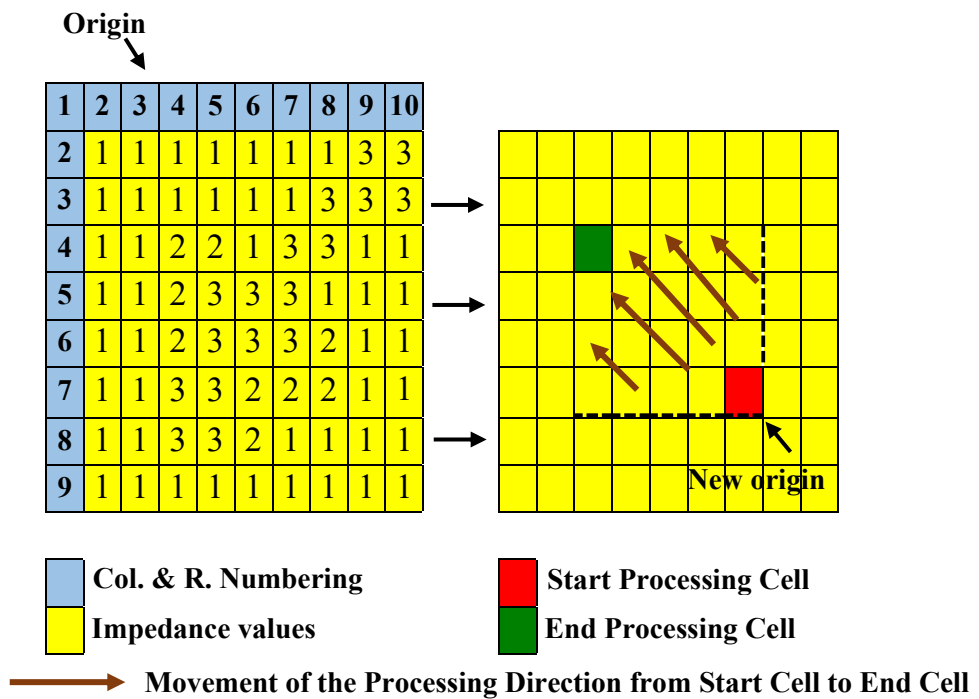 Origin
1 2 3 4 5 6 7 8 9 10
2 1 1 1 1 1 1 1 3 3
3 1 1 1 1 1 1 3 3 3
4 1 1 2 2 1 3 3 1 1
5 1 1 2 3 3 3 1 1 1
6 1 1 2 3 3 3 2 1 1
7 1 1 3 3 2 2 2 1 1
8 1 1 3 3 2 1 1 1 1
9 1 1 1 1 1 1 1 1 1
New origin
Col. & R. Numbering
Start Processing Cell
Impedance values
End Processing Cell
Movement of the Processing Direction from Start Cell to End Cell